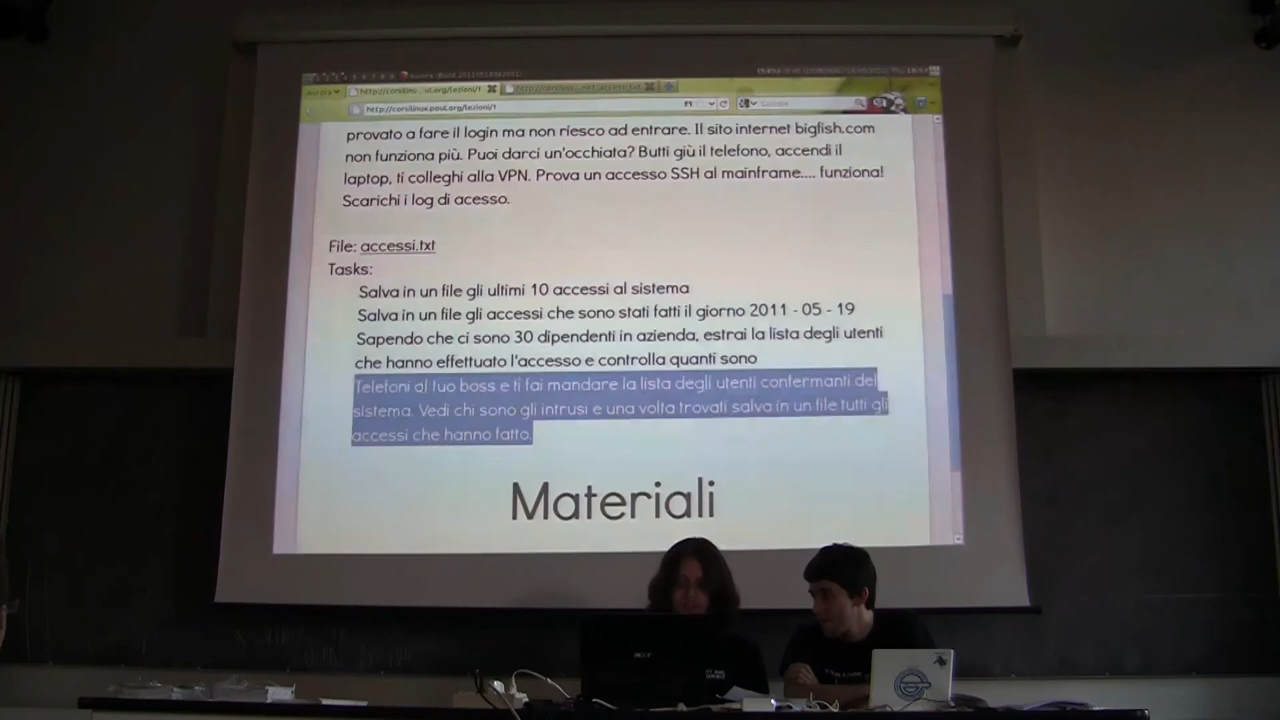 http://corsilinux.poul.org/lezioni/1
Google
provato a fare il login ma non riesco ad entrare. Il sito internet bigfish.com
non funziona più. Puoi darci un'occhiata? Butti giù il telefono, accendi il
laptop, ti colleghi alla VPN. Prova un accesso SSH al mainframe.... funziona!
Scarichi i log di acesso.
File: accessi.txt
Tasks:
Salva in un file gli ultimi 10 accessi al sistema
Salva in un file gli accessi che sono stati fatti il giorno 2011 - 05 - 19
Sapendo che ci sono 30 dipendenti in azienda, estrai la lista degli utenti
che hanno effettuato l'accesso e controlla quanti sono
Telefoni al tuo boss e ti fai mandare la lista degli utenti confermanti del
sistema. Vedi chi sono gli intrusi e una volta trovati salva in un file tutti gli
accessi che hanno fatto.
Materiali
acer